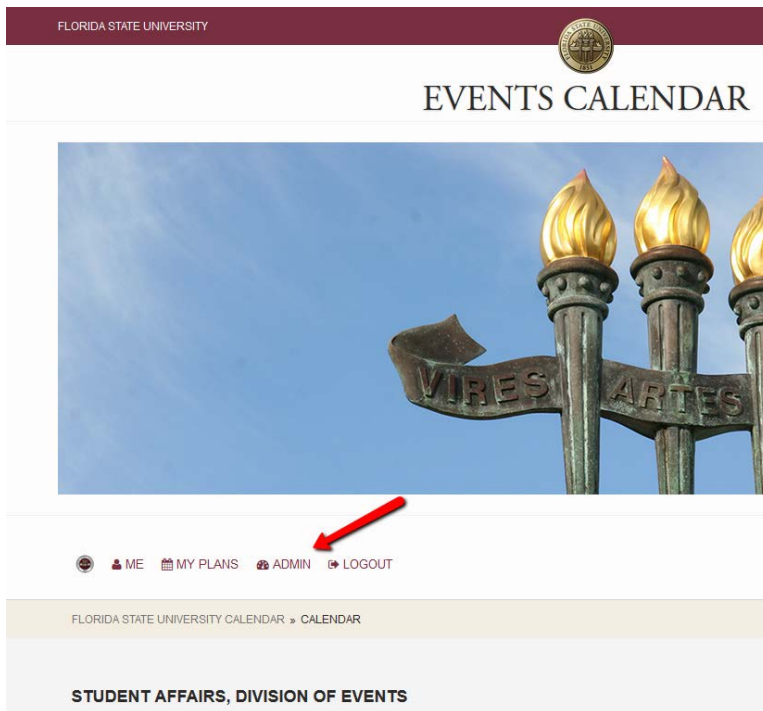 FLORIDA STATE UNIVERSITY
1851
EVENTS CALENDAR
VIRES ARTES
ME MY PLANS ADMIN LOGOUT
FLORIDA STATE UNIVERSITY CALENDAR » CALENDAR
STUDENT AFFAIRS, DIVISION OF EVENTS